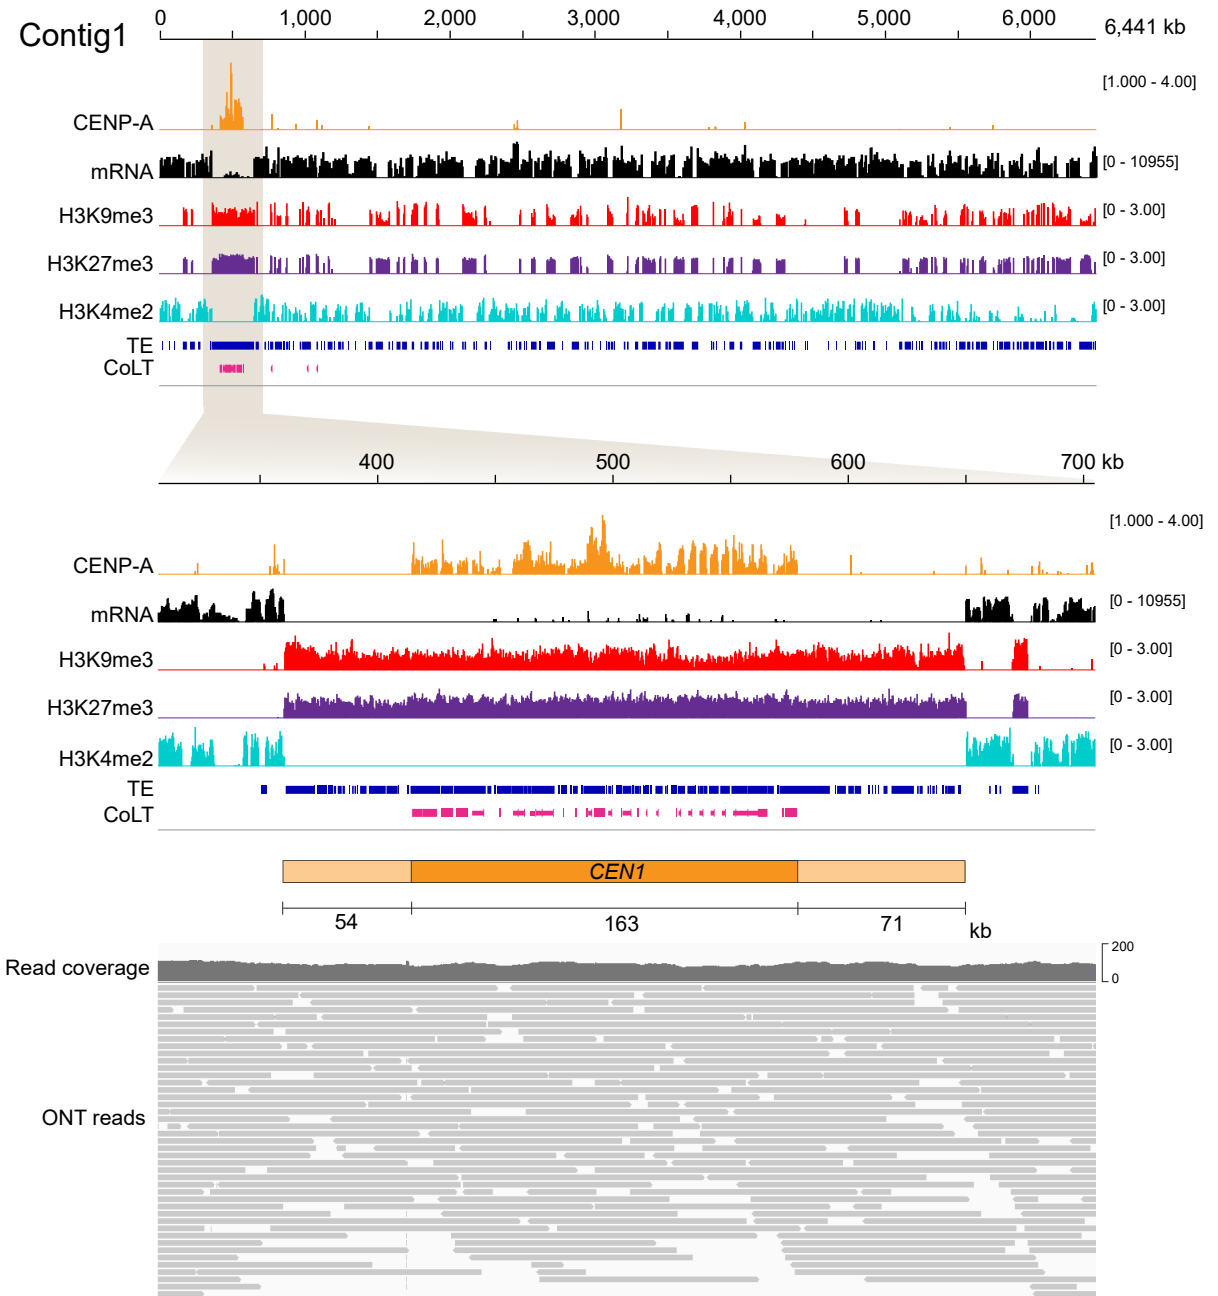 Contig1
0 1,000 2,000 3,000 4,000 5,000 6,000 6,441 kb
CENP-A [1.000 - 4.00]
mRNA [0 - 10955]
H3K9me3 [0 - 3.00]
H3K27me3 [0 - 3.00]
H3K4me2 [0 - 3.00]
TE
CoLT
400 500 600 700 kb
CENP-A [1.000 - 4.00]
mRNA [0 - 10955]
H3K9me3 [0 - 3.00]
H3K27me3 [0 - 3.00]
H3K4me2 [0 - 3.00]
TE
CoLT
CEN1
54 163 71 kb
Read coverage 200
0
ONT reads